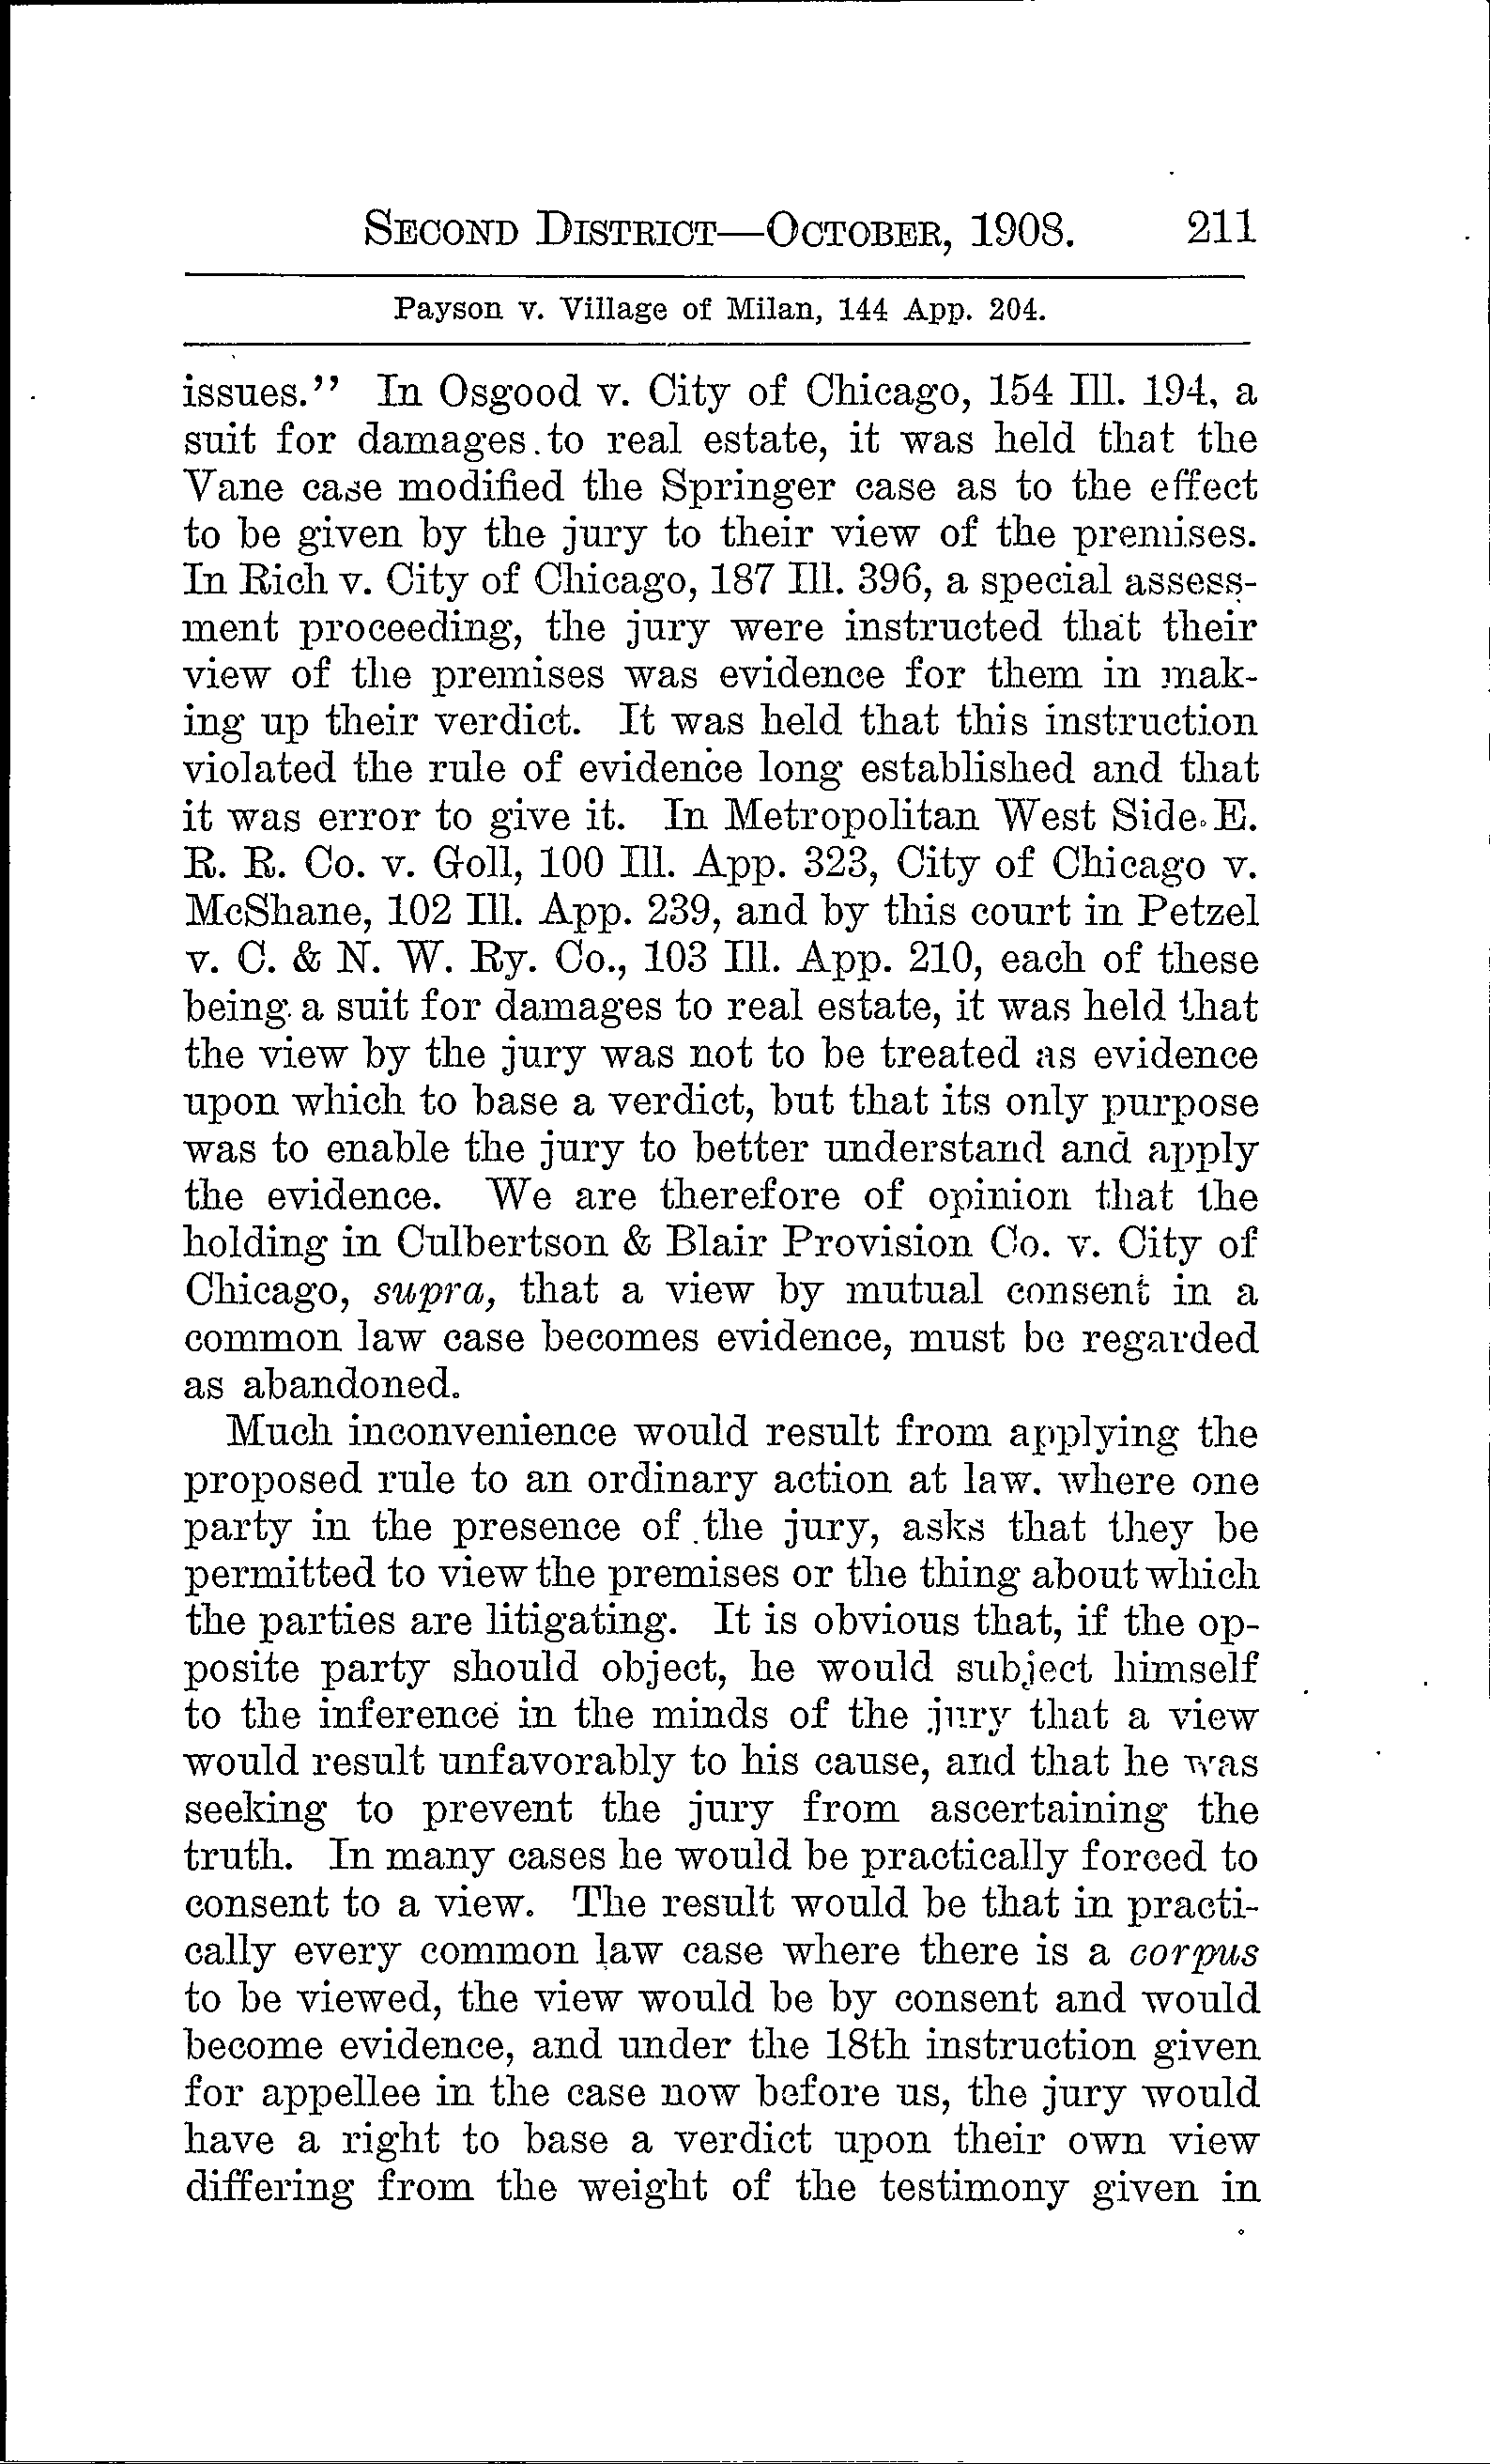 SECOND DISTRICT—OCTOBER, 1908. 211
Payson v. Village of Milan, 144 App. 204.
issues.’’ In Osgood v. City of Chicago, 154 Ill. 194, a
suit for damages to real estate, it was held that the
Vane case modified the Springer case as to the effect
to be given by the jury to their view of the premises.
In Rich v. City of Chicago, 187 Ill. 396, a special assess-
ment proceeding, the jury were instructed that their
view of the premises was evidence for them in mak-
ing up their verdict. It was held that this instruction
violated the rule of evidence long established and that
it was error to give it. In Metropolitan West Side E.
R. R. Co. v. Goll, 100 Ill. App. 323, City of Chicago v.
McShane, 102 Ill. App. 239, and by this court in Petzel
v. C. & N. W. Ry. Co., 103 Ill. App. 210, each of these
being a suit for damages to real estate, it was held that
the view by the jury was not to be treated as evidence
upon which to base a verdict, but that its only purpose
was to enable the jury to better understand and apply
the evidence. We are therefore of opinion that the
holding in Culbertson & Blair Provision Co. v. City of
Chicago, supra, that a view by mutual consent in a
common law case becomes evidence, must be regarded
as abandoned.
Much inconvenience would result from applying the
proposed rule to an ordinary action at law. where one
party in the presence of the jury, asks that they be
permitted to view the premises or the thing about which
the parties are litigating. It is obvious that, if the op-
posite party should object, he would subject himself
to the inference in the minds of the jury that a view
would result unfavorably to his cause, and that he was
seeking to prevent the jury from ascertaining the
truth. In many cases he would be practically forced to
consent to a view. The result would be that in practi-
cally every common law case where there is a corpus
to be viewed, the view would be by consent and would
become evidence, and under the 18th instruction given
for appellee in the case now before us, the jury would
have a right to base a verdict upon their own view
differing from the weight of the testimony given in